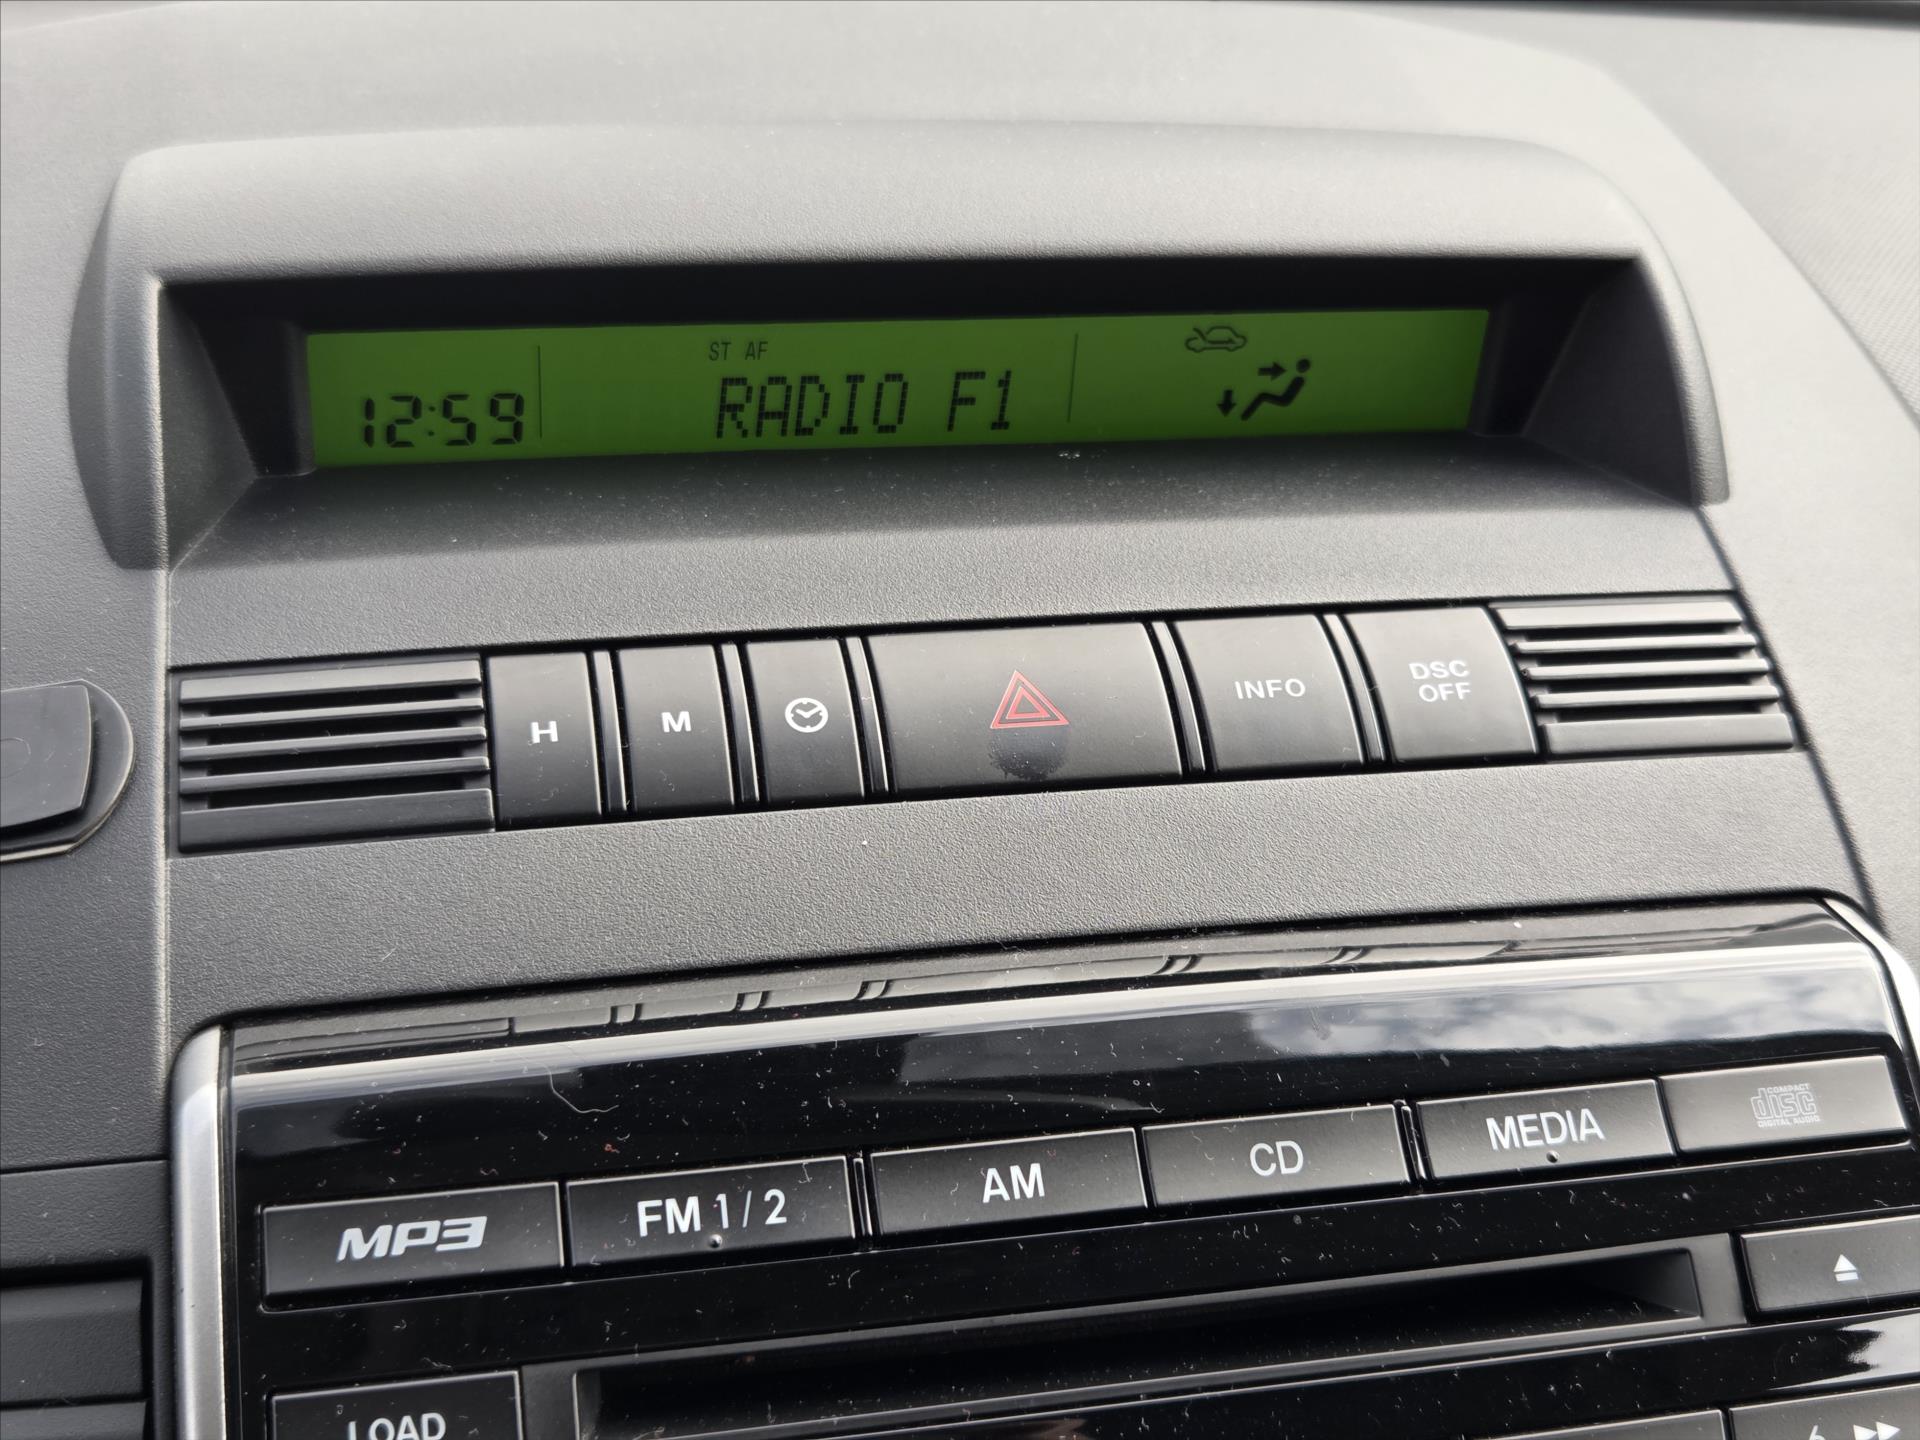 ST AF
12:59 RADIO F1
H M INFO DSC
OFF
COMPACT
disc
DIGITAL AUDIO
MP3 FM 1/2 AM CD MEDIA
LOAD
6